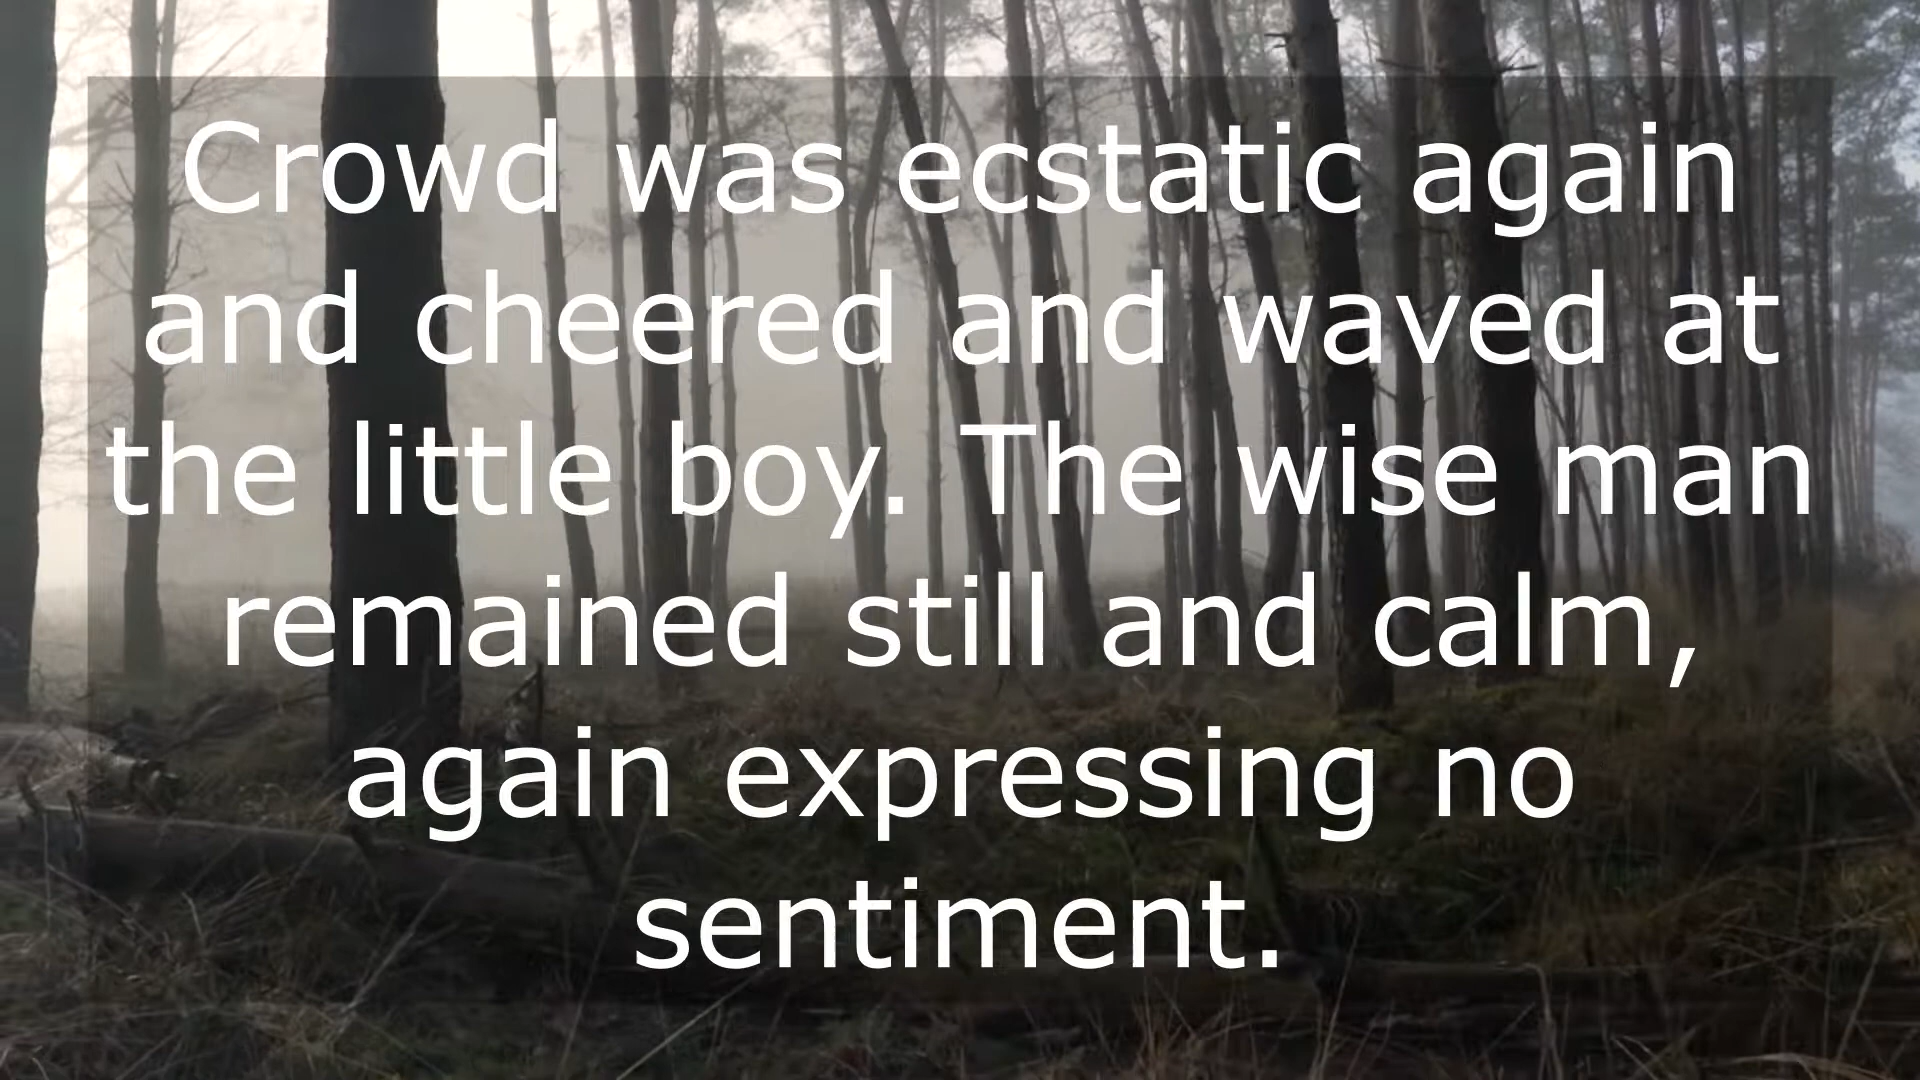 Crowd was ecstatic again
and cheered and waved at
the little boy. The wise man
remained still and calm,
again expressing no
sentiment.